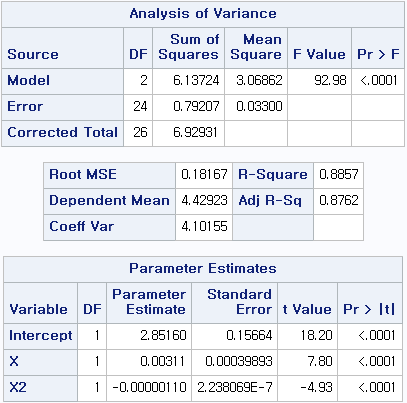 Analysis of Variance
Source DF Sum of Squares Mean Square F Value Pr > F
Model 2 6.13724 3.06862 92.98 <.0001
Error 24 0.79207 0.03300
Corrected Total 26 6.92931
Root MSE 0.18167 R-Square 0.8857
Dependent Mean 4.42923 Adj R-Sq 0.8762
Coeff Var 4.10155
Parameter Estimates
Variable DF Parameter Estimate Standard Error t Value Pr > |t|
Intercept 1 2.85160 0.15664 18.20 <.0001
X 1 0.00311 0.00039893 7.80 <.0001
X2 1 -0.00000110 2.238069E-7 -4.93 <.0001